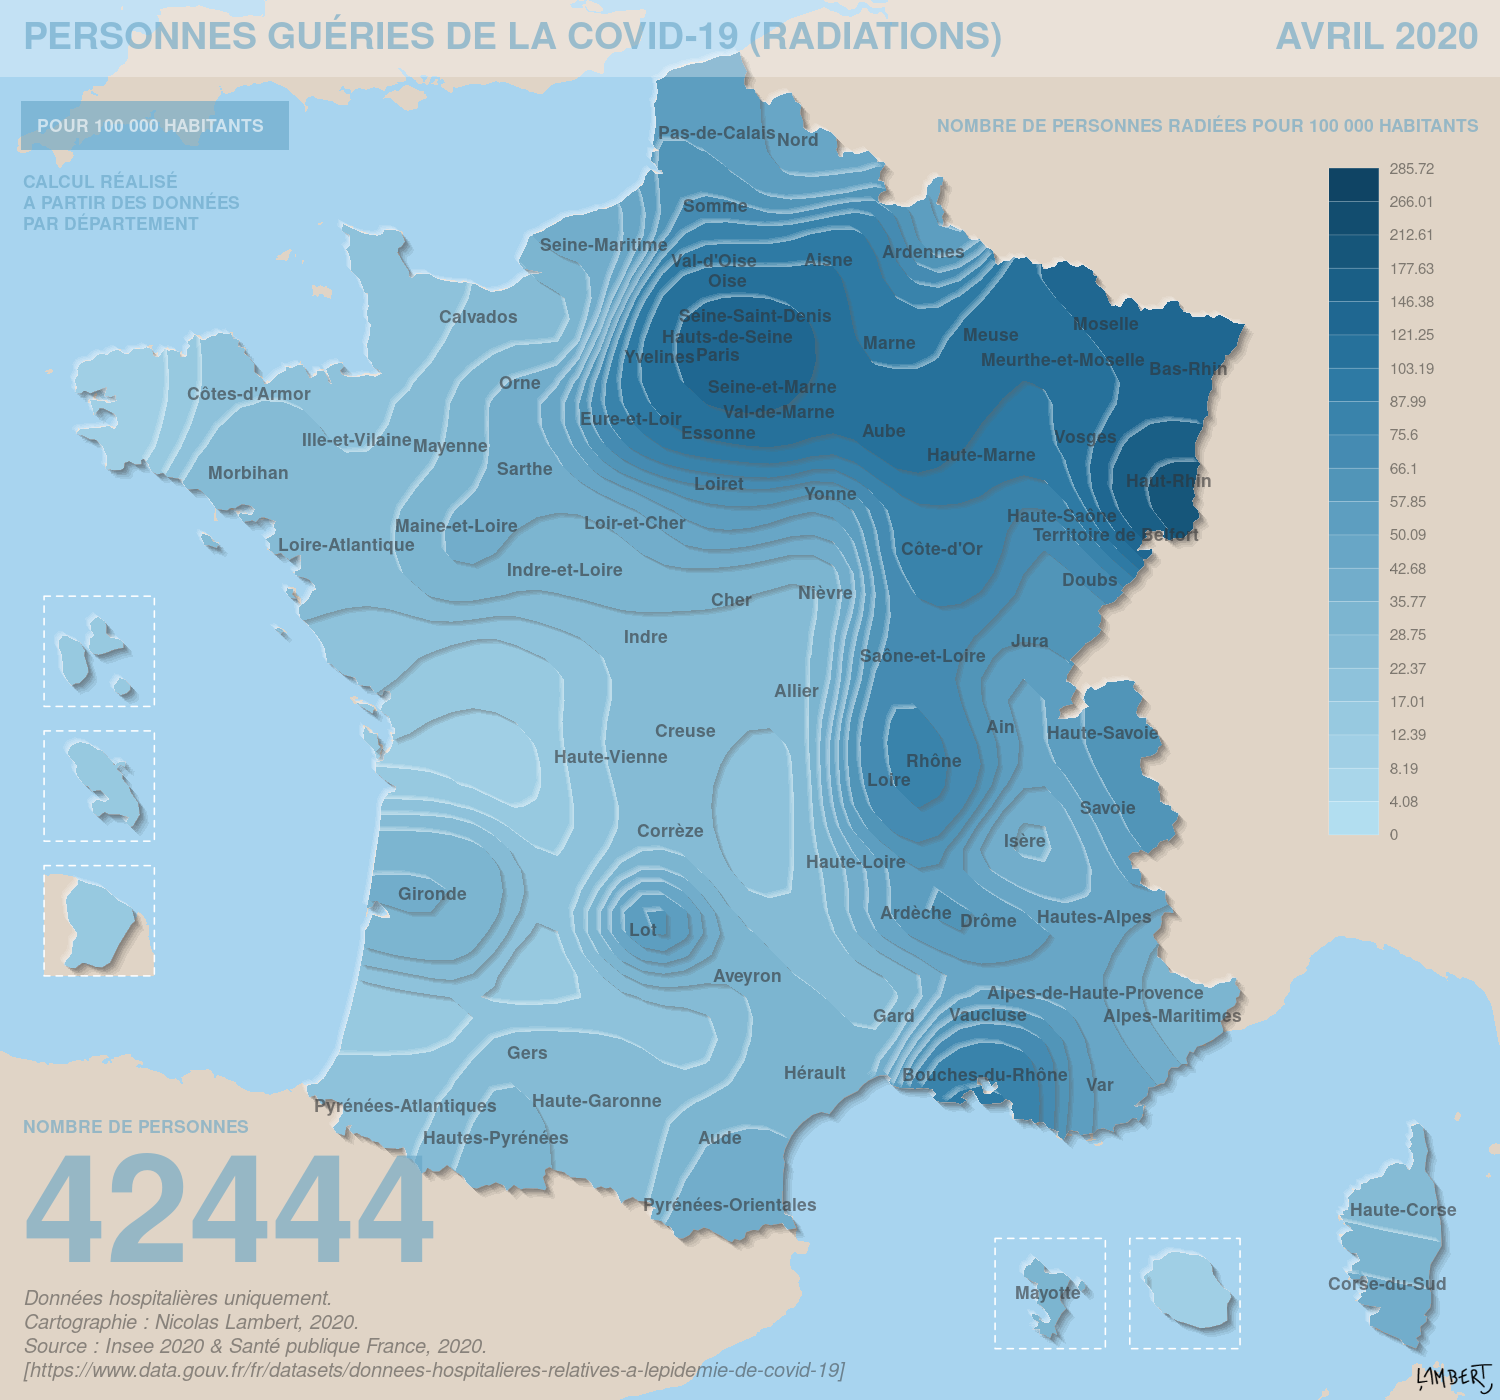 PERSONNES GUÉRIES DE LA COVID-19 (RADIATIONS)
AVRIL 2020
POUR 100 000 HABITANTS
CALCUL RÉALISÉ
A PARTIR DES DONNÉES
PAR DÉPARTEMENT
NOMBRE DE PERSONNES RADIÉES POUR 100 000 HABITANTS
285.72
266.01
212.61
177.63
146.38
121.25
103.19
87.99
75.6
66.1
57.85
50.09
42.68
35.77
28.75
22.37
17.01
12.39
8.19
4.08
0
Pas-de-Calais
Nord
Somme
Seine-Maritime
Ardennes
Val-d'Oise
Aisne
Oise
Calvados
Seine-Saint-Denis
Moselle
Hauts-de-Seine
Meuse
Marne
Yvelines
Paris
Meurthe-et-Moselle
Bas-Rhin
Orne
Seine-et-Marne
Côtes-d'Armor
Val-de-Marne
Eure-et-Loir
Essonne
Aube
Vosges
Ille-et-Vilaine
Mayenne
Haute-Marne
Morbihan
Sarthe
Haut-Rhin
Loiret
Yonne
Haute-Saône
Maine-et-Loire
Loir-et-Cher
Territoire de Belfort
Loire-Atlantique
Côte-d'Or
Indre-et-Loire
Doubs
Cher
Nièvre
Indre
Jura
Saône-et-Loire
Allier
Creuse
Ain
Haute-Savoie
Haute-Vienne
Rhône
Loire
Savoie
Corrèze
Isère
Haute-Loire
Gironde
Ardèche
Drôme
Hautes-Alpes
Lot
Aveyron
Alpes-de-Haute-Provence
Gard
Vaucluse
Alpes-Maritimes
Gers
Hérault
Bouches-du-Rhône
Var
Pyrénées-Atlantiques
Haute-Garonne
Hautes-Pyrénées
Aude
Pyrénées-Orientales
Haute-Corse
Corse-du-Sud
Mayotte
NOMBRE DE PERSONNES
42444
Données hospitalières uniquement.
Cartographie : Nicolas Lambert, 2020.
Source : Insee 2020 & Santé publique France, 2020.
[https://www.data.gouv.fr/fr/datasets/donnees-hospitalieres-relatives-a-lepidemie-de-covid-19]
LAMBERT